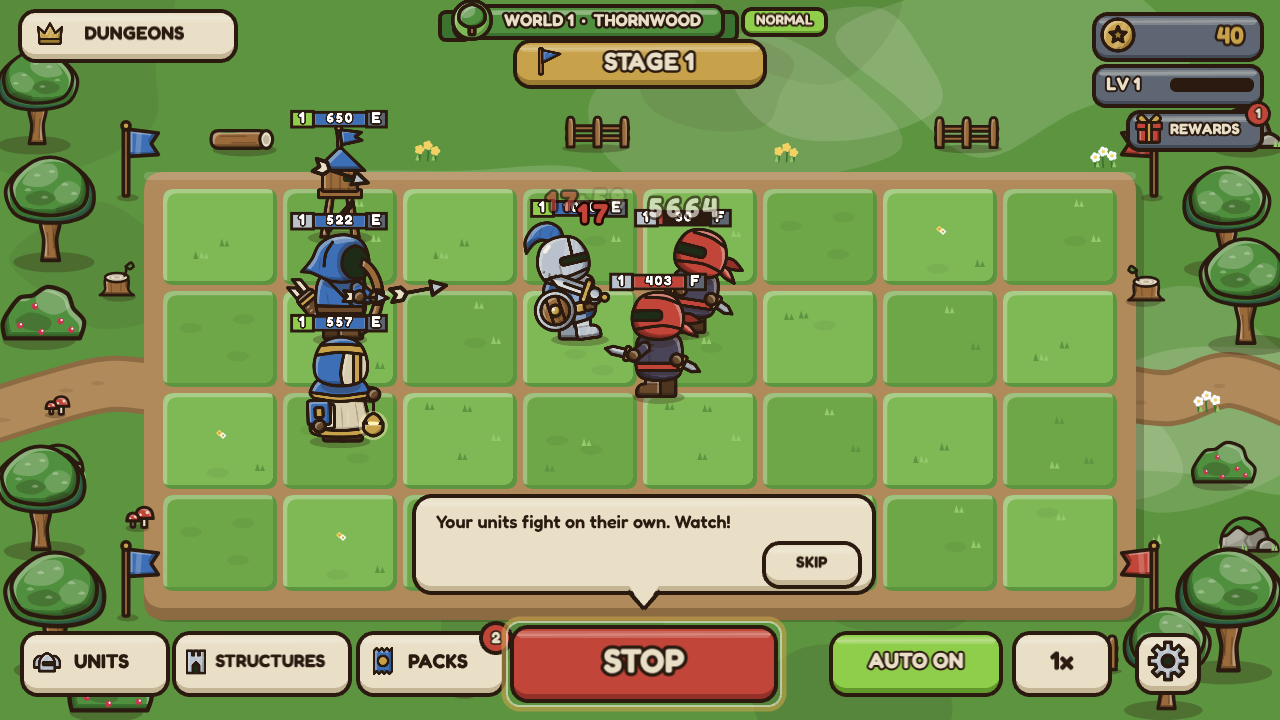 DUNGEONS
WORLD 1 • THORNWOOD
NORMAL
STAGE 1
40
LV 1
REWARDS
1
1 650 E
1 522 E
1 E
17
5664
1 F
1 403 F
1 557 E
Your units fight on their own. Watch!
SKIP
UNITS
STRUCTURES
PACKS
2
STOP
AUTO ON
1x